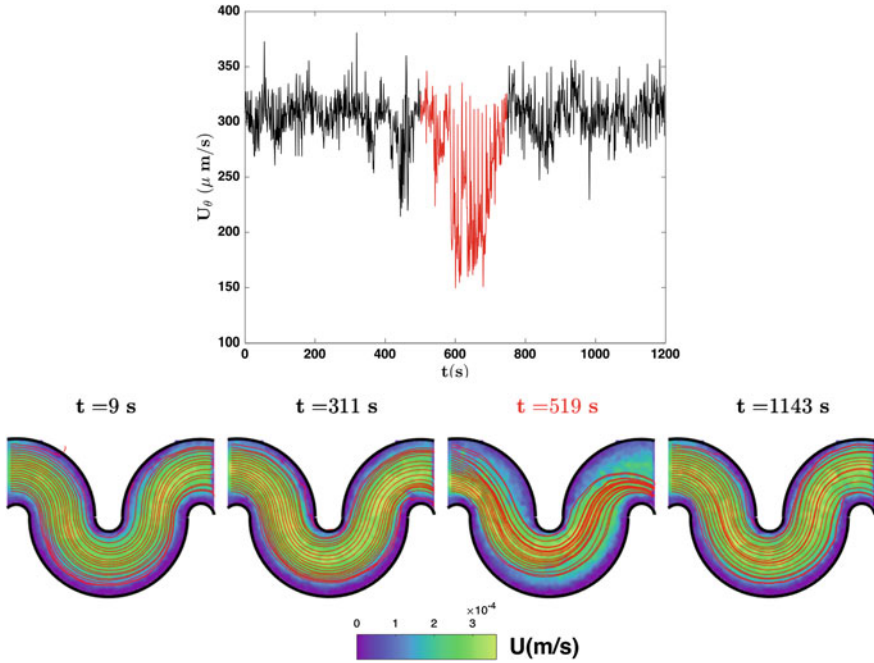 400
350
300
250
200
150
100
U_θ (μ m/s)
0 200 400 600 800 1000 1200
t(s)
t =9 s t =311 s t =519 s t =1143 s
×10⁻⁴
0 1 2 3
U(m/s)